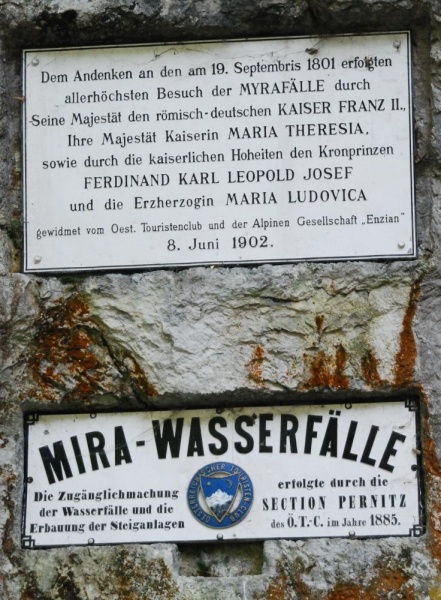 Dem Andenken an den am 19. Septembris 1801 erfolgten
allerhöchsten Besuch der MYRAFÄLLE durch
Seine Majestät den römisch-deutschen KAISER FRANZ II.,
Ihre Majestät Kaiserin MARIA THERESIA,
sowie durch die kaiserlichen Hoheiten den Kronprinzen
FERDINAND KARL LEOPOLD JOSEF
und die Erzherzogin MARIA LUDOVICA
gewidmet vom Oest. Touristenclub und der Alpinen Gesellschaft „Enzian"
8. Juni 1902.
MIRA-WASSERFÄLLE
Die Zugänglichmachung
der Wasserfälle und die
Erbauung der Steiganlagen
ÖSTERREICHISCHER TOURISTEN-CLUB
erfolgte durch die
SECTION PERNITZ
des Ö.T.-C. im Jahre 1885.